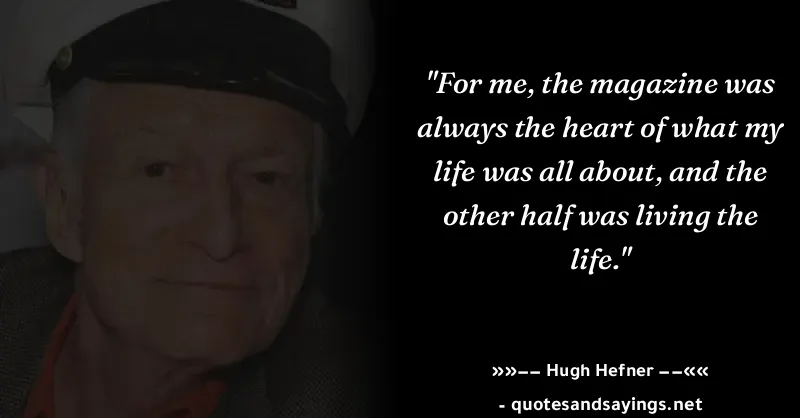 "For me, the magazine was
always the heart of what my
life was all about, and the
other half was living the
life."
»»−− Hugh Hefner −−««
- quotesandsayings.net